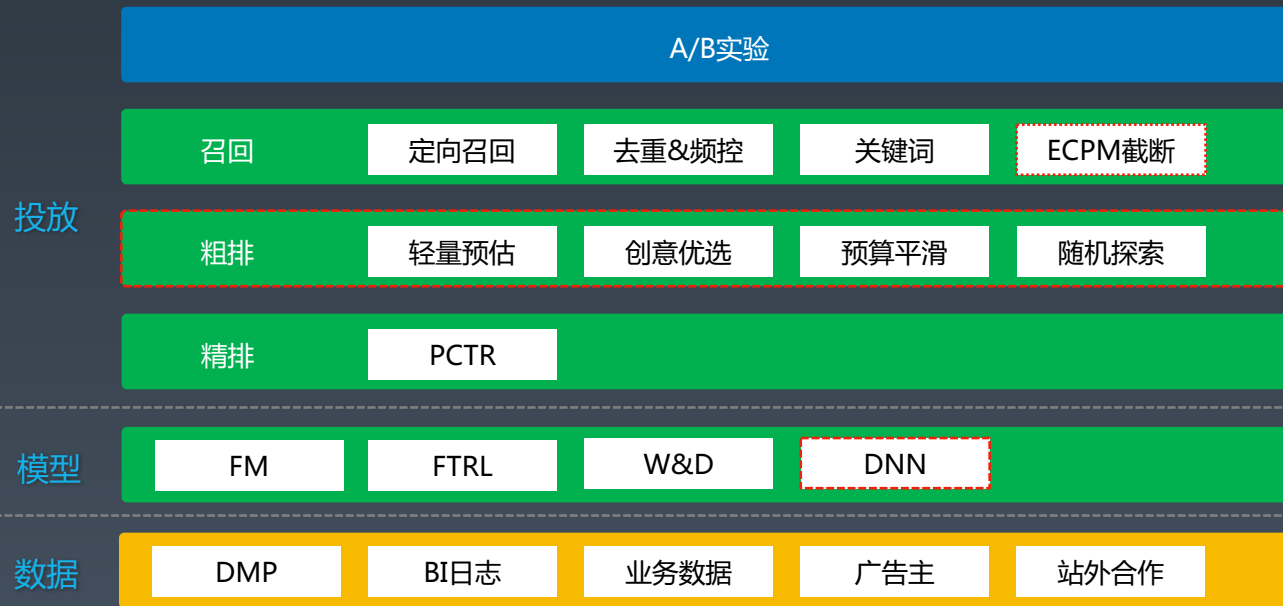 A/B实验
召回 定向召回 去重&频控 关键词 ECPM截断
投放
粗排 轻量预估 创意优选 预算平滑 随机探索
精排 PCTR
模型 FM FTRL W&D DNN
数据 DMP BI日志 业务数据 广告主 站外合作